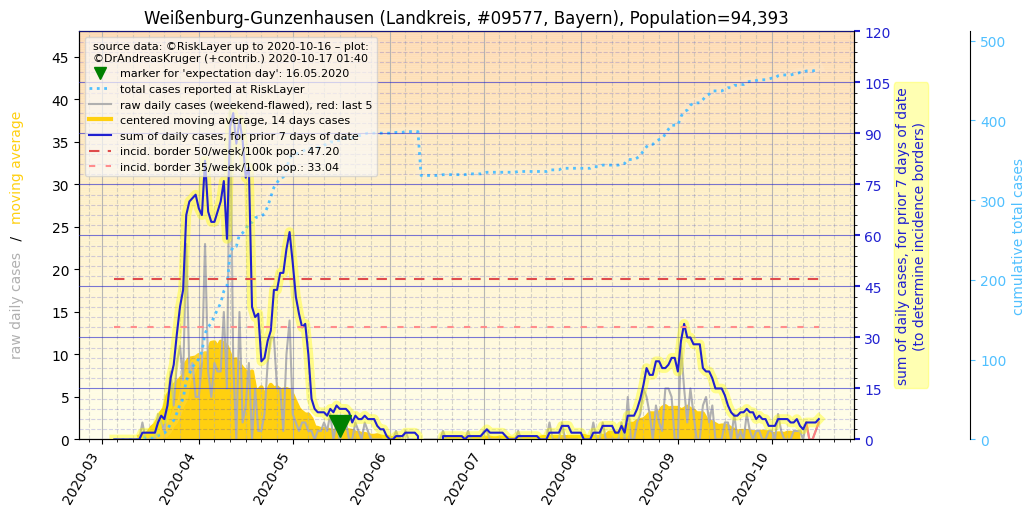 Weißenburg-Gunzenhausen (Landkreis, #09577, Bayern), Population=94,393
source data: ©RiskLayer up to 2020-10-16 – plot:
©DrAndreasKruger (+contrib.) 2020-10-17 01:40
marker for 'expectation day': 16.05.2020
total cases reported at RiskLayer
raw daily cases (weekend-flawed), red: last 5
centered moving average, 14 days cases
sum of daily cases, for prior 7 days of date
incid. border 50/week/100k pop.: 47.20
incid. border 35/week/100k pop.: 33.04
raw daily cases / moving average
45
40
35
30
25
20
15
10
5
0
120
105
90
75
60
45
30
15
0
sum of daily cases, for prior 7 days of date
(to determine incidence borders)
500
400
300
200
100
0
cumulative total cases
2020-03
2020-04
2020-05
2020-06
2020-07
2020-08
2020-09
2020-10